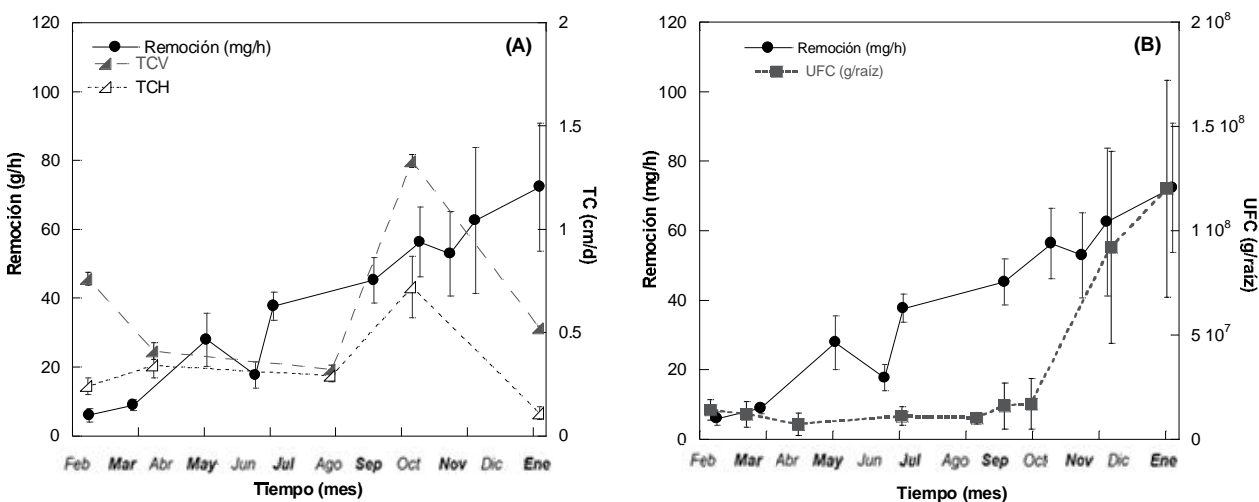 120
100
80
60
40
20
0
Remoción (g/h)
Remoción (mg/h)
TCV
TCH
(A)
2
1.5
1
0.5
0
TC (cm/d)
Feb Mar Abr May Jun Jul Ago Sep Oct Nov Dic Ene
Tiempo (mes)
120
100
80
60
40
20
0
Remoción (mg/h)
Remoción (mg/h)
UFC (g/raíz)
(B)
2 10⁸
1.5 10⁸
1 10⁸
5 10⁷
0
UFC (g/raíz)
Feb Mar Abr May Jun Jul Ago Sep Oct Nov Dic Ene
Tiempo (mes)